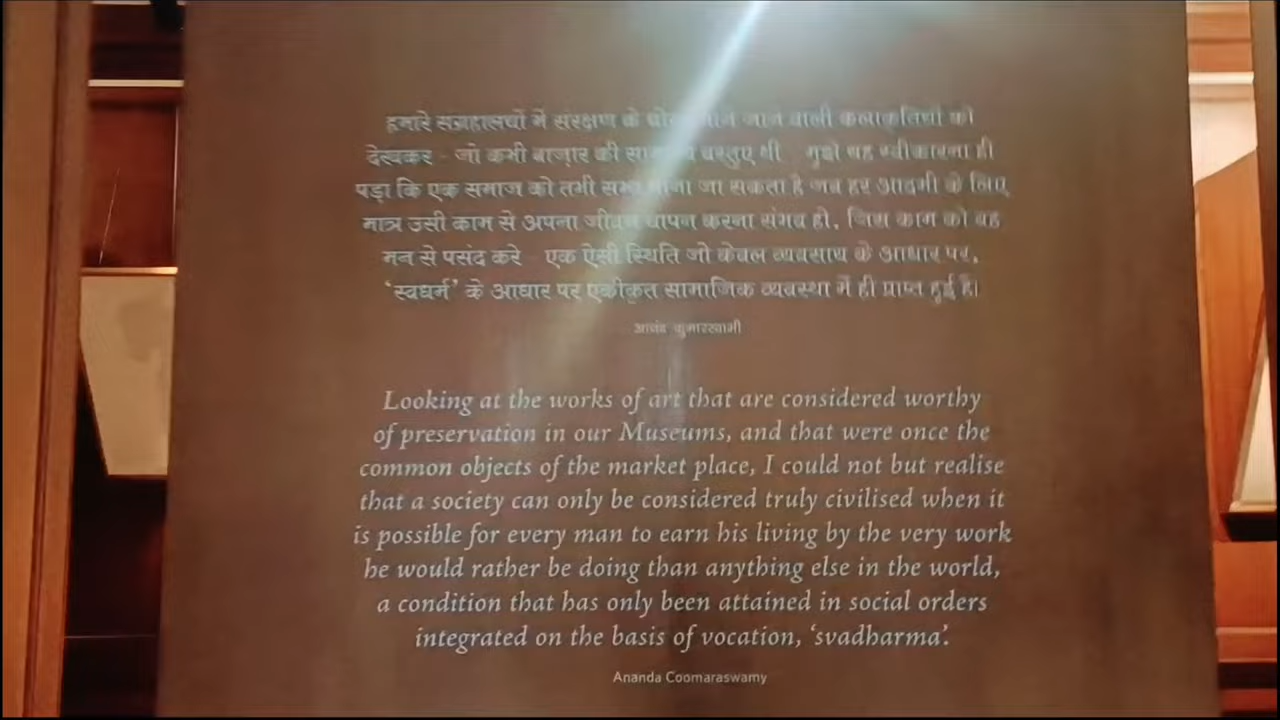 हमारे संग्रहालयों में संरक्षण के योग्य माने जाने वाली कलाकृतियों को
देखकर - जो कभी बाज़ार की सामान्य वस्तुएं थी मुझे यह स्वीकारना ही
पड़ा कि एक समाज को तभी सभ्य माना जा सकता है जब हर आदमी के लिए
मात्र उसी काम से अपना जीवन यापन करना संभव हो, जिस काम को वह
मन से पसंद करे एक ऐसी स्थिति जो केवल व्यवसाय के आधार पर,
‘स्वधर्म’ के आधार पर एकीकृत सामाजिक व्यवस्था में ही प्राप्त हुई है।
आनंद कुमारस्वामी
Looking at the works of art that are considered worthy
of preservation in our Museums, and that were once the
common objects of the market place, I could not but realise
that a society can only be considered truly civilised when it
is possible for every man to earn his living by the very work
he would rather be doing than anything else in the world,
a condition that has only been attained in social orders
integrated on the basis of vocation, ‘svadharma’.
Ananda Coomaraswamy